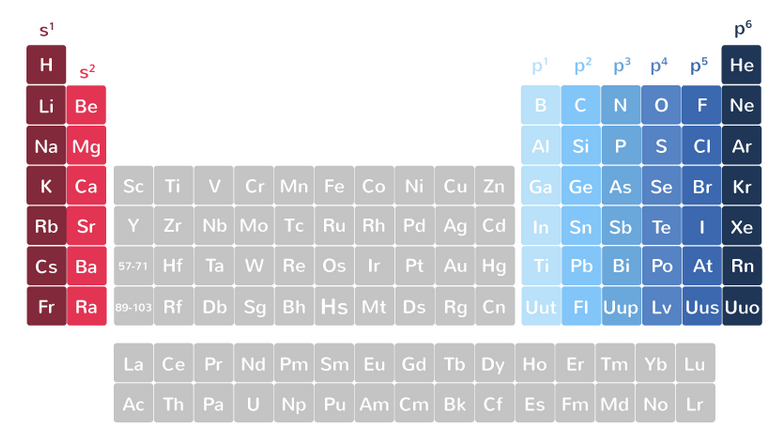 s¹ p⁶
H s² p¹ p² p³ p⁴ p⁵ He
Li Be B C N O F Ne
Na Mg Al Si P S Cl Ar
K Ca Sc Ti V Cr Mn Fe Co Ni Cu Zn Ga Ge As Se Br Kr
Rb Sr Y Zr Nb Mo Tc Ru Rh Pd Ag Cd In Sn Sb Te I Xe
Cs Ba 57-71 Hf Ta W Re Os Ir Pt Au Hg Ti Pb Bi Po At Rn
Fr Ra 89-103 Rf Db Sg Bh Hs Mt Ds Rg Cn Uut Fl Uup Lv Uus Uuo
La Ce Pr Nd Pm Sm Eu Gd Tb Dy Ho Er Tm Yb Lu
Ac Th Pa U Np Pu Am Cm Bk Cf Es Fm Md No Lr